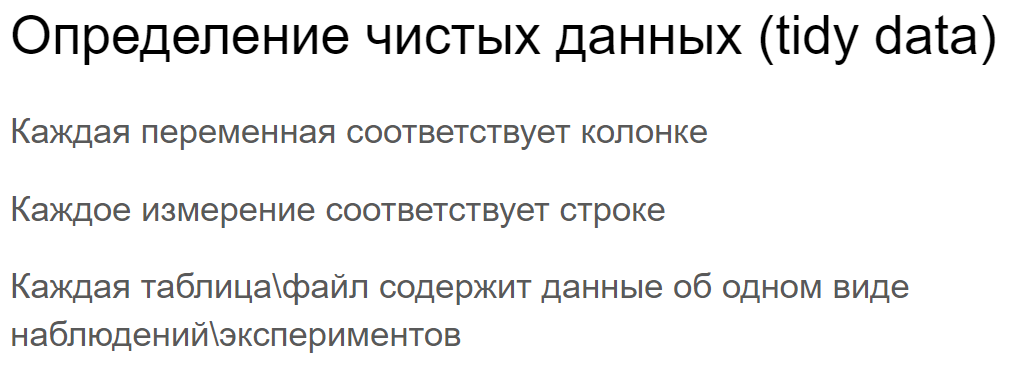 Определение чистых данных (tidy data)
Каждая переменная соответствует колонке
Каждое измерение соответствует строке
Каждая таблица\файл содержит данные об одном виде
наблюдений\экспериментов